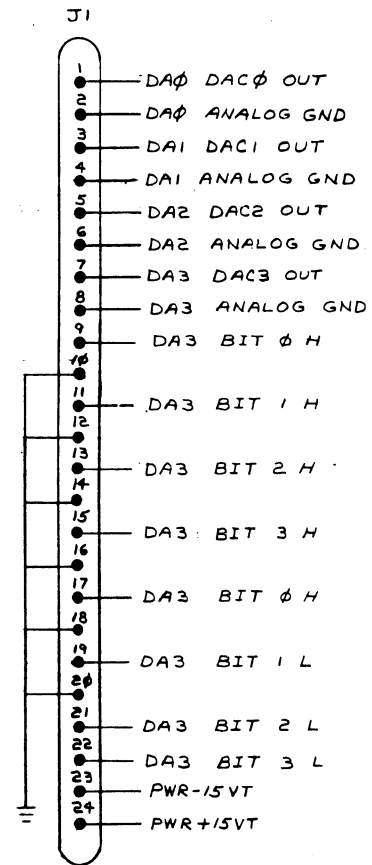 J1
1 DAØ DACØ OUT
2 DAØ ANALOG GND
3 DA1 DAC1 OUT
4 DA1 ANALOG GND
5 DA2 DAC2 OUT
6 DA2 ANALOG GND
7 DA3 DAC3 OUT
8 DA3 ANALOG GND
9 DA3 BIT Ø H
1Ø
11 DA3 BIT 1 H
12
13 DA3 BIT 2 H
14
15 DA3 BIT 3 H
16
17 DA3 BIT Ø H
18
19 DA3 BIT 1 L
2Ø
21 DA3 BIT 2 L
22 DA3 BIT 3 L
23 PWR-15VT
24 PWR+15VT